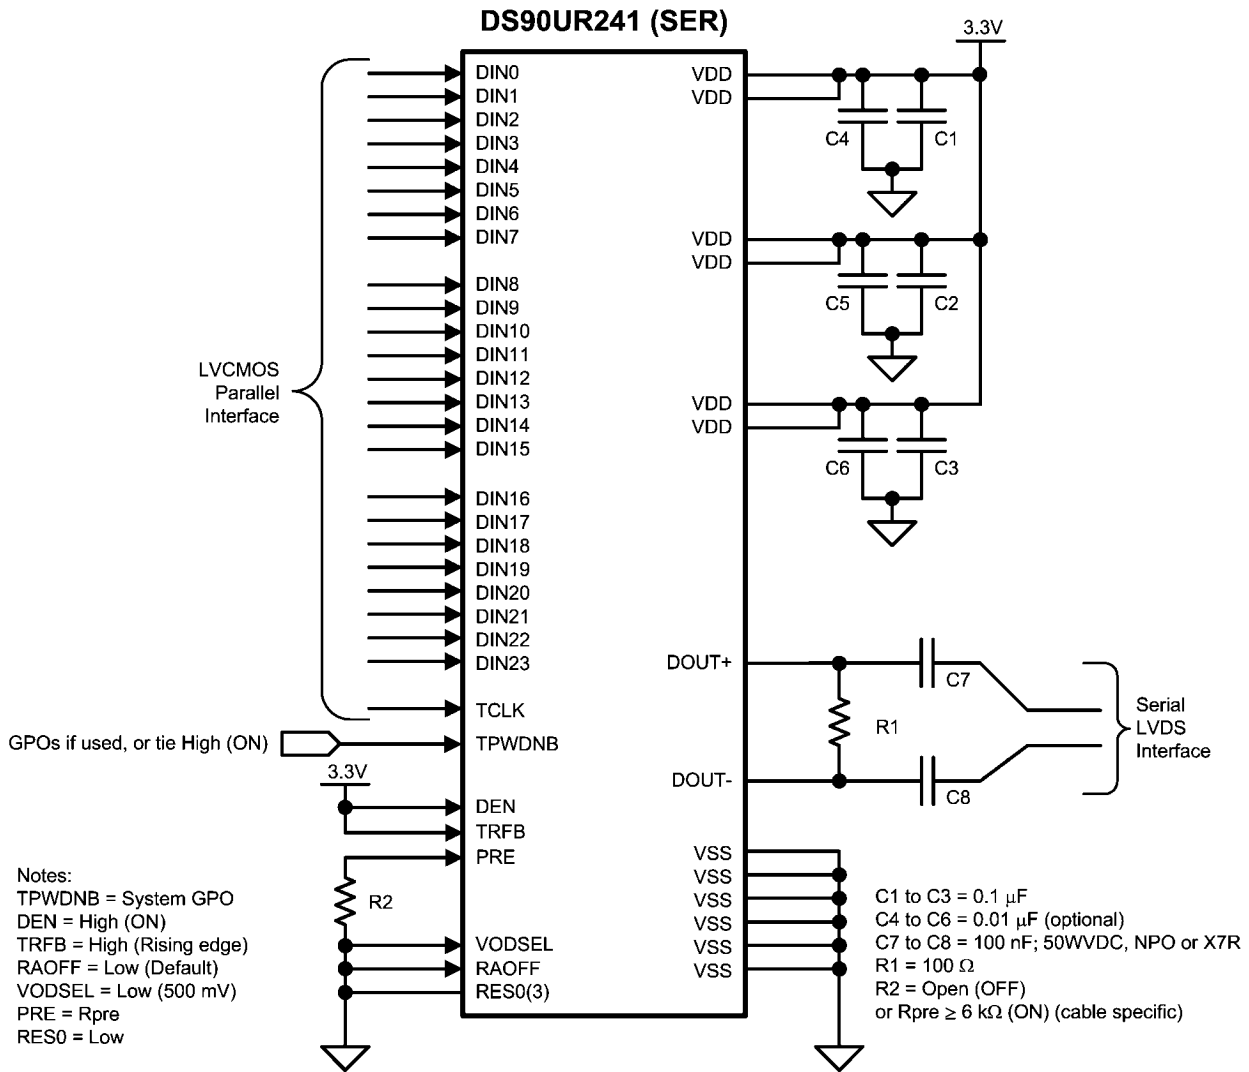 DS90UR241 (SER)
3.3V
DIN0
DIN1
DIN2
DIN3
DIN4
DIN5
DIN6
DIN7
DIN8
DIN9
DIN10
DIN11
DIN12
DIN13
DIN14
DIN15
DIN16
DIN17
DIN18
DIN19
DIN20
DIN21
DIN22
DIN23
TCLK
TPWDNB
DEN
TRFB
PRE
VODSEL
RAOFF
RES0(3)
LVCMOS
Parallel
Interface
GPOs if used, or tie High (ON)
3.3V
R2
VDD
VDD
C4
C1
VDD
VDD
C5
C2
VDD
VDD
C6
C3
DOUT+
C7
R1
DOUT-
C8
Serial
LVDS
Interface
VSS
VSS
VSS
VSS
VSS
VSS
Notes:
TPWDNB = System GPO
DEN = High (ON)
TRFB = High (Rising edge)
RAOFF = Low (Default)
VODSEL = Low (500 mV)
PRE = Rpre
RES0 = Low
C1 to C3 = 0.1 μF
C4 to C6 = 0.01 μF (optional)
C7 to C8 = 100 nF; 50WVDC, NPO or X7R
R1 = 100 Ω
R2 = Open (OFF)
or Rpre ≥ 6 kΩ (ON) (cable specific)